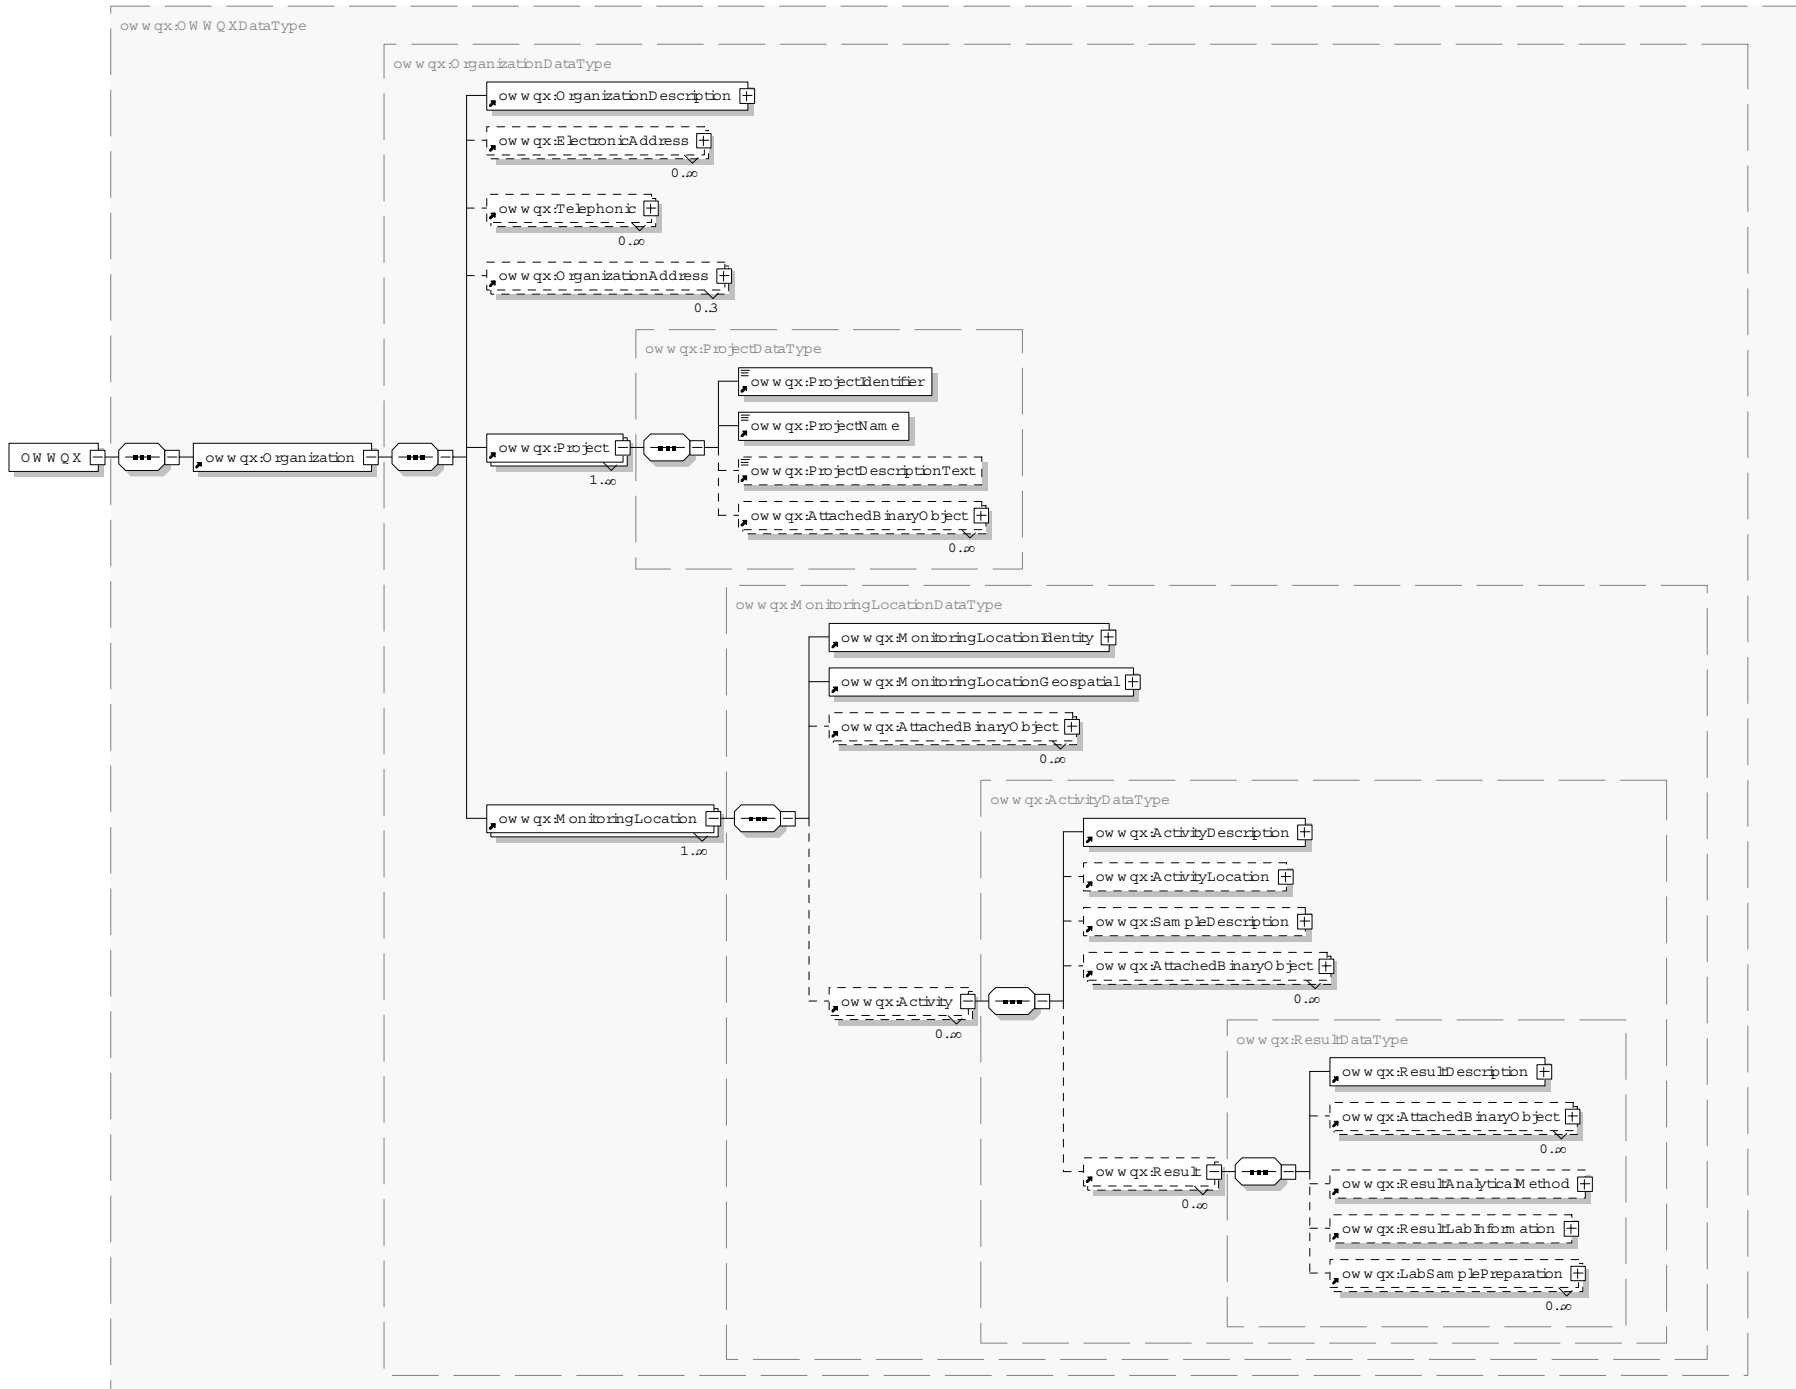 owwqx:OWWQXDataType
owwqx:OrganizationDataType
owwqx:OrganizationDescription
owwqx:ElectronicAddress
0..∞
owwqx:Telephonic
0..∞
owwqx:OrganizationAddress
0..3
owwqx:ProjectDataType
owwqx:ProjectIdentifier
owwqx:ProjectName
OWWQX
owwqx:Organization
owwqx:Project
1..∞
owwqx:ProjectDescriptionText
owwqx:AttachedBinaryObject
0..∞
owwqx:MonitoringLocationDataType
owwqx:MonitoringLocationIdentity
owwqx:MonitoringLocationGeospatial
owwqx:AttachedBinaryObject
0..∞
owwqx:MonitoringLocation
1..∞
owwqx:ActivityDataType
owwqx:ActivityDescription
owwqx:ActivityLocation
owwqx:SampleDescription
owwqx:AttachedBinaryObject
0..∞
owwqx:Activity
0..∞
owwqx:ResultDataType
owwqx:ResultDescription
owwqx:AttachedBinaryObject
0..∞
owwqx:Result
0..∞
owwqx:ResultAnalyticalMethod
owwqx:ResultLabInformation
owwqx:LabSamplePreparation
0..∞